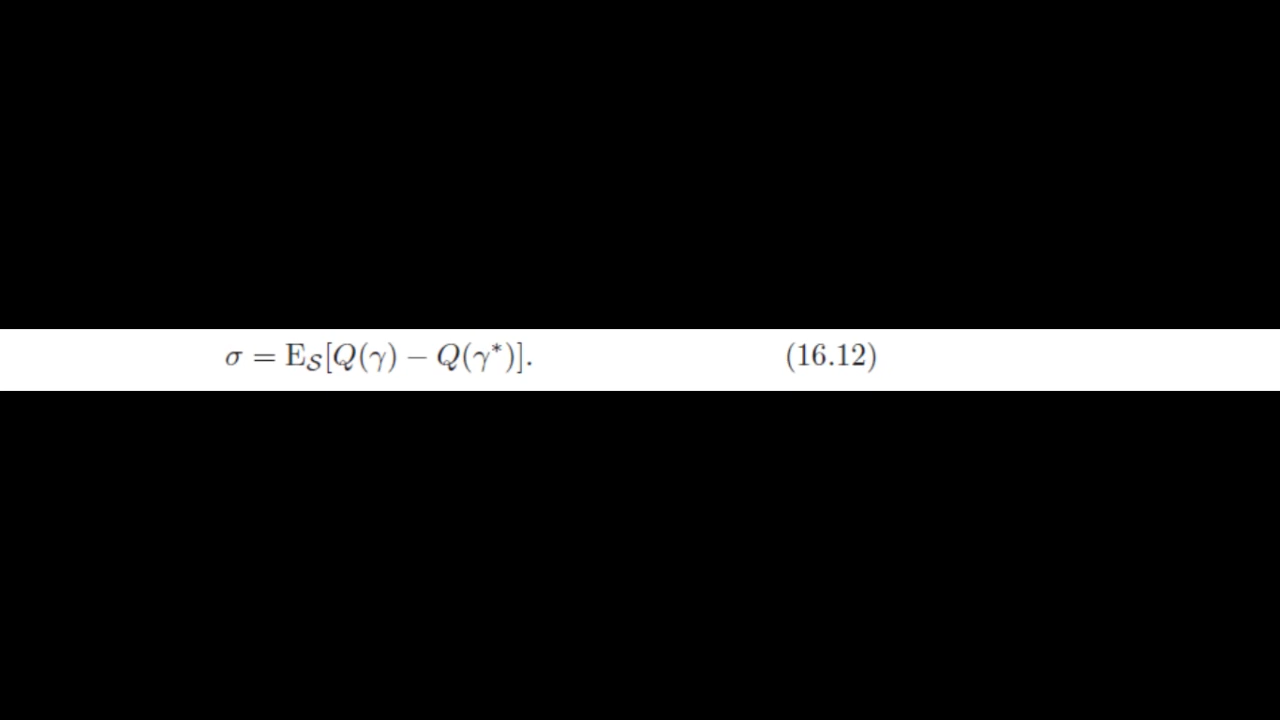 σ = E_𝒮[Q(γ) − Q(γ*)]. (16.12)